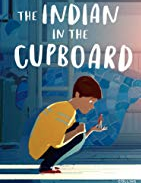 THE INDIAN
IN THE
CUPBOARD